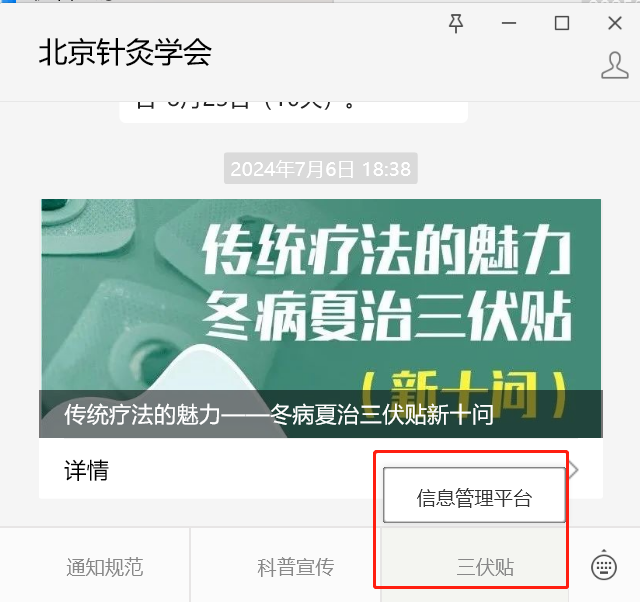 北京针灸学会
2024年7月6日 18:38
传统疗法的魅力
冬病夏治三伏贴
（新十问）
传统疗法的魅力——冬病夏治三伏贴新十问
详情
信息管理平台
通知规范
科普宣传
三伏贴